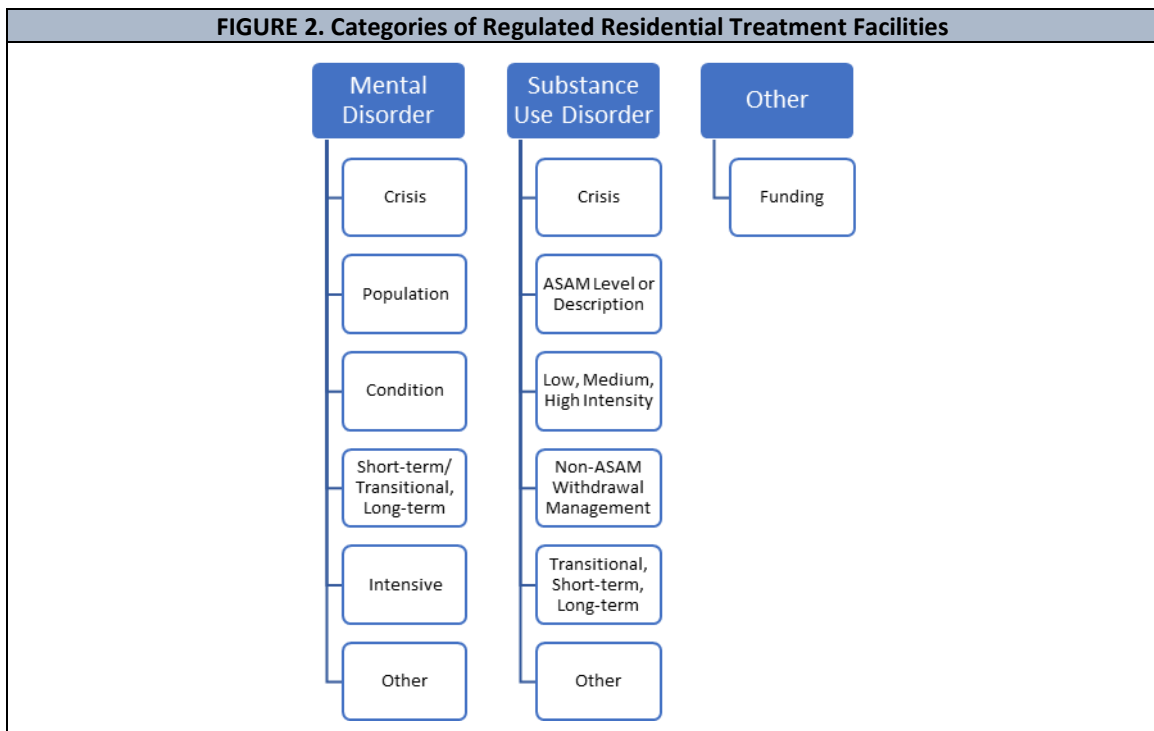 FIGURE 2. Categories of Regulated Residential Treatment Facilities
Mental
Disorder
Crisis
Population
Condition
Short-term/
Transitional,
Long-term
Intensive
Other
Substance
Use Disorder
Crisis
ASAM Level or
Description
Low, Medium,
High Intensity
Non-ASAM
Withdrawal
Management
Transitional,
Short-term,
Long-term
Other
Other
Funding